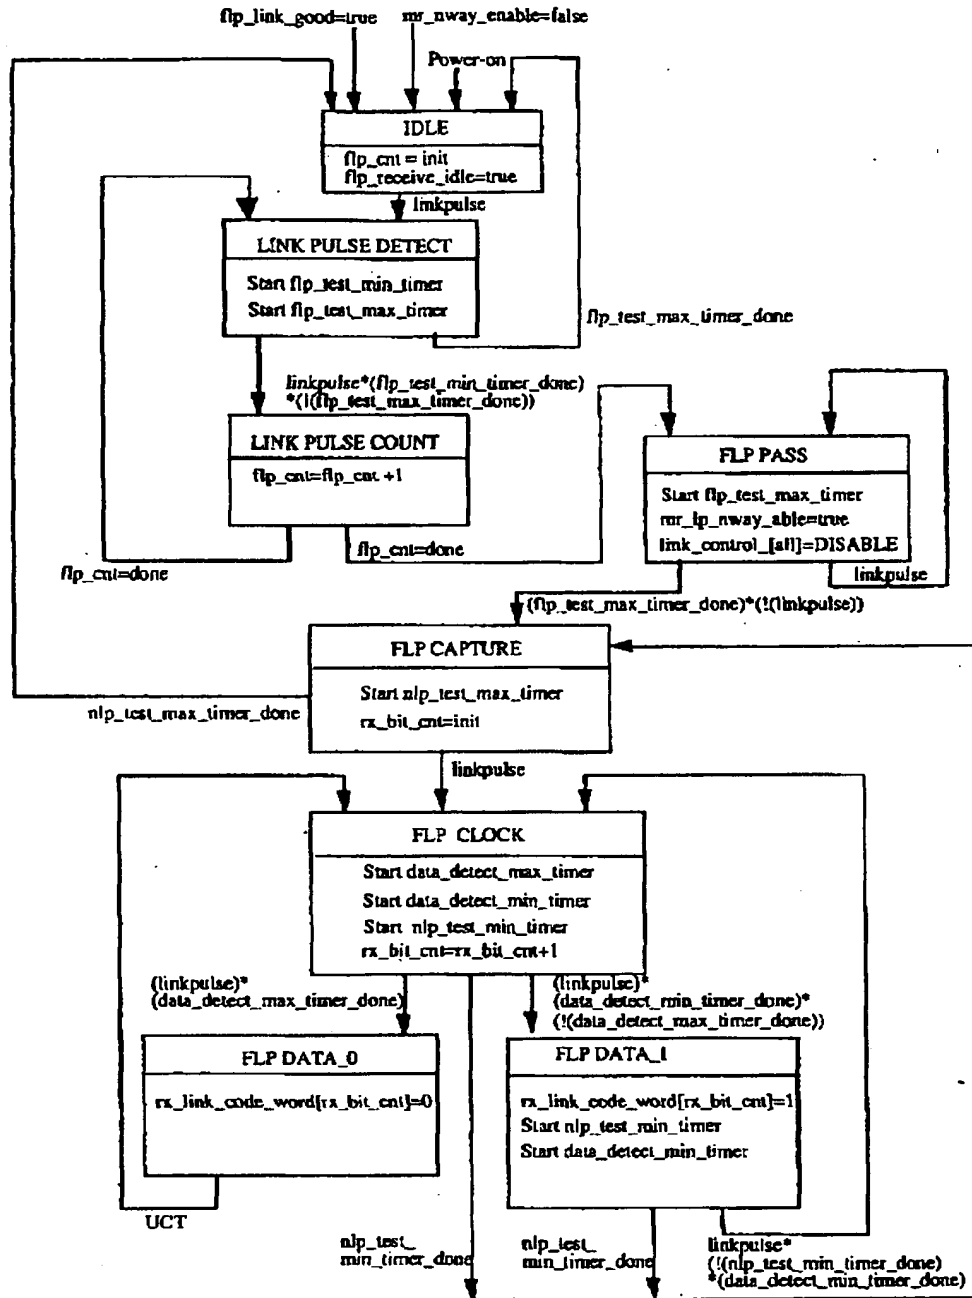 flp_link_good=true
mr_nway_enable=false
Power-on
IDLE
flp_cnt = init
flp_receive_idle=true
linkpulse
LINK PULSE DETECT
Start flp_test_min_timer
Start flp_test_max_timer
flp_test_max_timer_done
linkpulse*(flp_test_min_timer_done)
*(!(flp_test_max_timer_done))
LINK PULSE COUNT
flp_cnt=flp_cnt +1
flp_cnt=done
flp_cnt=done
FLP PASS
Start flp_test_max_timer
mr_lp_nway_able=true
link_control_[all]=DISABLE
linkpulse
(flp_test_max_timer_done)*(!(linkpulse))
FLP CAPTURE
Start nlp_test_max_timer
rx_bit_cnt=init
nlp_test_max_timer_done
linkpulse
FLP CLOCK
Start data_detect_max_timer
Start data_detect_min_timer
Start nlp_test_min_timer
rx_bit_cnt=rx_bit_cnt+1
(linkpulse)*
(data_detect_max_timer_done)
(linkpulse)*
(data_detect_min_timer_done)*
(!(data_detect_max_timer_done))
FLP DATA_0
rx_link_code_word[rx_bit_cnt]=0
FLP DATA_1
rx_link_code_word[rx_bit_cnt]=1
Start nlp_test_min_timer
Start data_detect_min_timer
UCT
nlp_test_
min_timer_done
nlp_test_
min_timer_done
linkpulse*
(!(nlp_test_min_timer_done)
*(data_detect_min_timer_done)